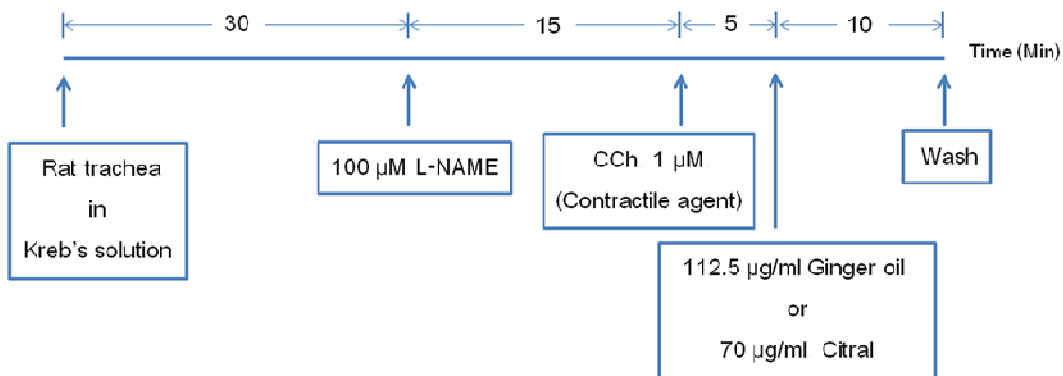 30
15
5
10
Time (Min)
Rat trachea
in
Kreb's solution
100 µM L-NAME
CCh 1 µM
(Contractile agent)
Wash
112.5 µg/ml Ginger oil
or
70 µg/ml Citral